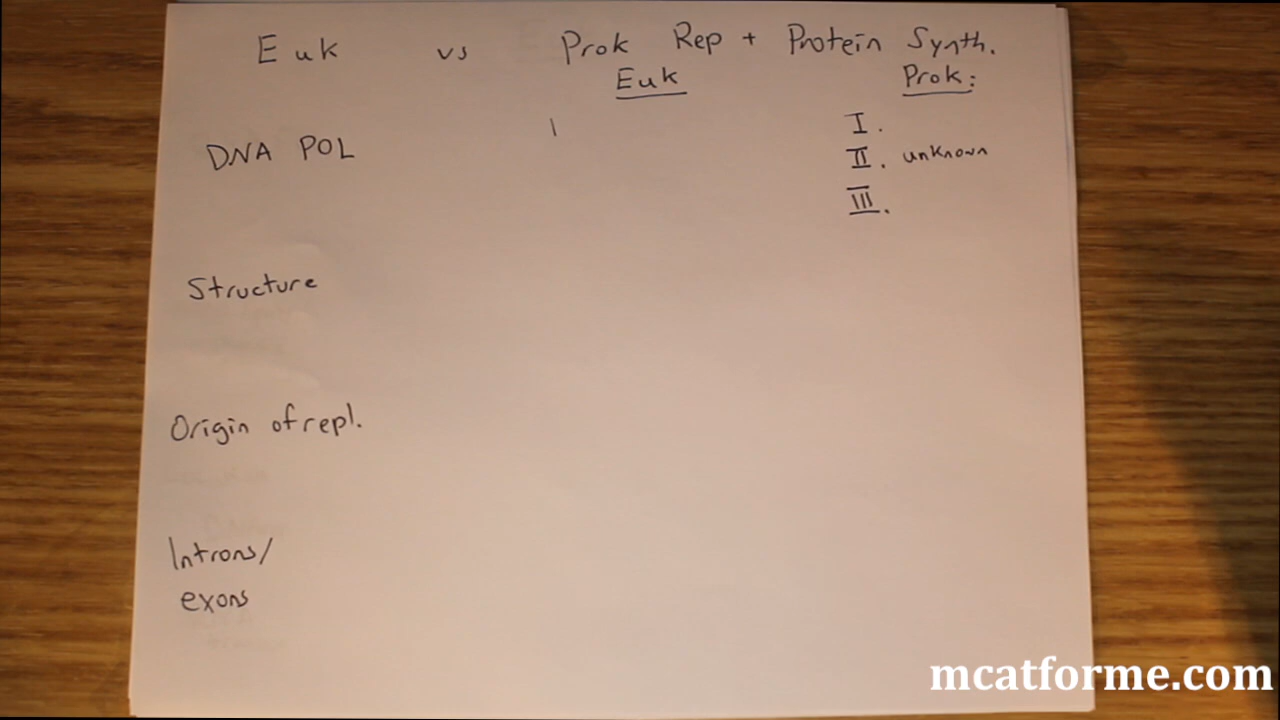 Euk vs Prok Rep + Protein Synth.
Euk Prok:
DNA POL I.
II. unknown
III.
Structure
Origin of repl.
Introns/
exons
mcatforme.com